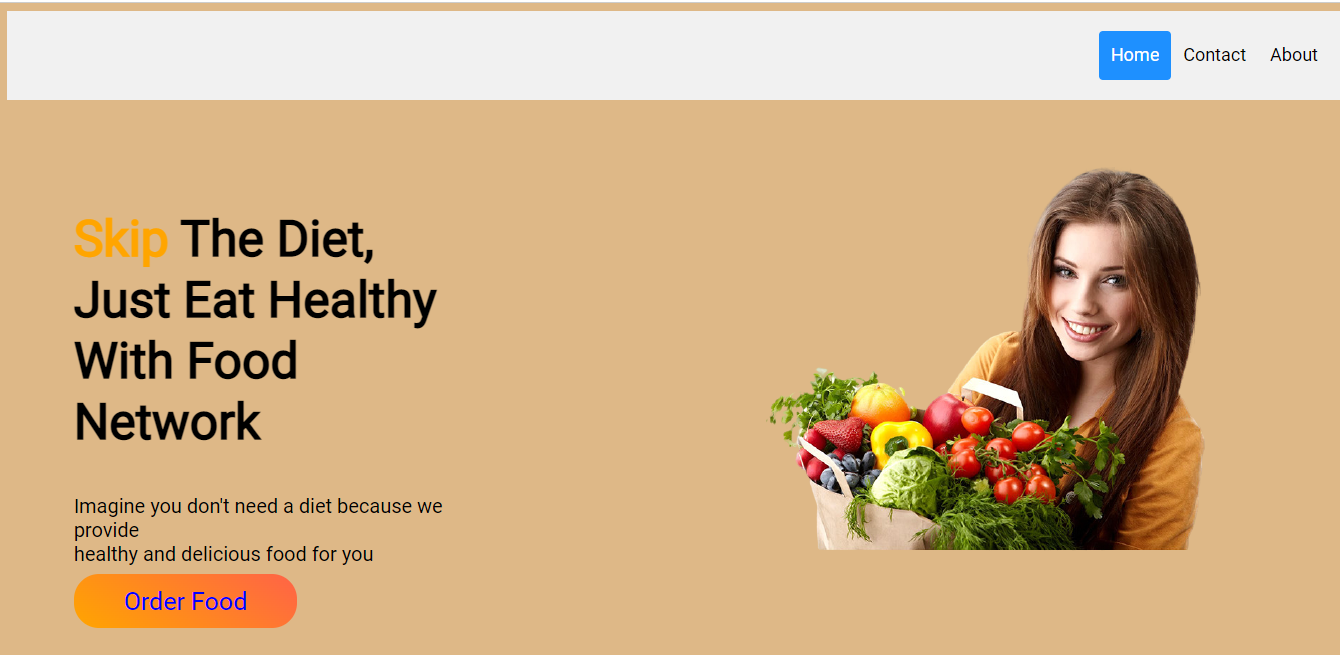 Home Contact About
Skip The Diet,
Just Eat Healthy
With Food
Network
Imagine you don't need a diet because we
provide
healthy and delicious food for you
Order Food